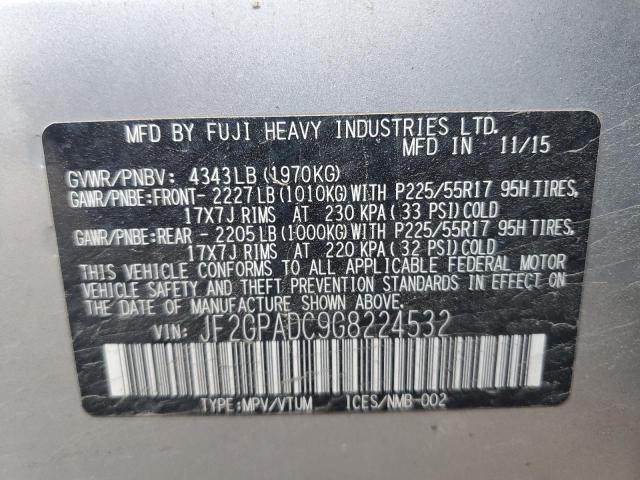 MFD BY FUJI HEAVY INDUSTRIES LTD.
MFD IN 11/15
GVWR/PNBV: 4343LB(1970KG)
GAWR/PNBE:FRONT- 2227LB(1010KG)WITH P225/55R17 95H TIRES,
17X7J RIMS AT 230 KPA(33 PSI)COLD
GAWR/PNBE:REAR - 2205LB(1000KG)WITH P225/55R17 95H TIRES,
17X7J RIMS AT 220 KPA(32 PSI)COLD
THIS VEHICLE CONFORMS TO ALL APPLICABLE FEDERAL MOTOR
VEHICLE SAFETY AND THEFT PREVENTION STANDARDS IN EFFECT ON
THE DATE OF MANUFACTURE SHOWN ABOVE.
VIN: JF2GPADC9G8224532
TYPE:MPV/VTUM ICES/NMB-002